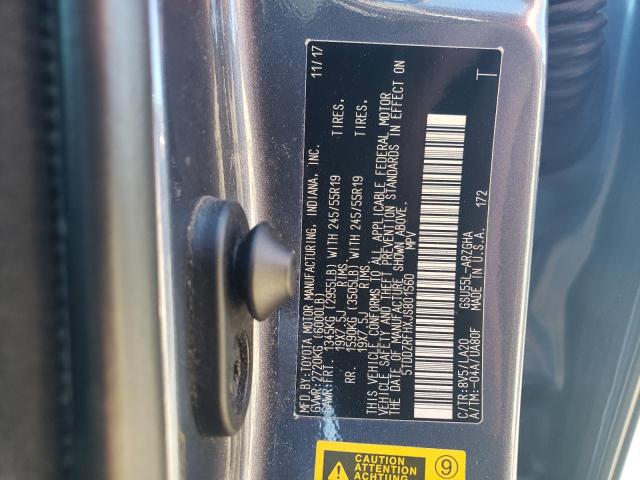 MFD.BY:TOYOTA MOTOR MANUFACTURING, INDIANA, INC. 11/17
GVWR:2720KG(6000LB)
GAWR:FRT. 1345KG (2955LB) WITH 245/55R19 TIRES,
19X7.5J RIMS
RR. 1590KG (3505LB) WITH 245/55R19 TIRES,
19X7.5J RIMS
THIS VEHICLE CONFORMS TO ALL APPLICABLE FEDERAL MOTOR
VEHICLE SAFETY AND THEFT PREVENTION STANDARDS IN EFFECT ON
THE DATE OF MANUFACTURE SHOWN ABOVE.
5TDDZRFHXJS801560 MPV
C/TR:8V5/LA20 GSU55L-ARZGHA
A/TM:-04A/UA80F MADE IN U.S.A. 172
T
CAUTION
ATTENTION
ACHTUNG
9